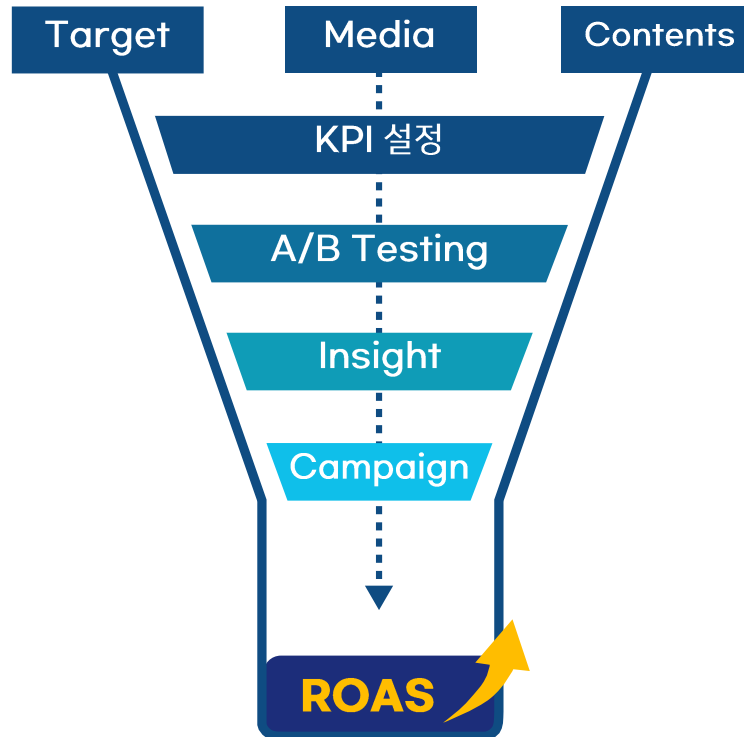 Target
Media
Contents
KPI 설정
A/B Testing
Insight
Campaign
ROAS